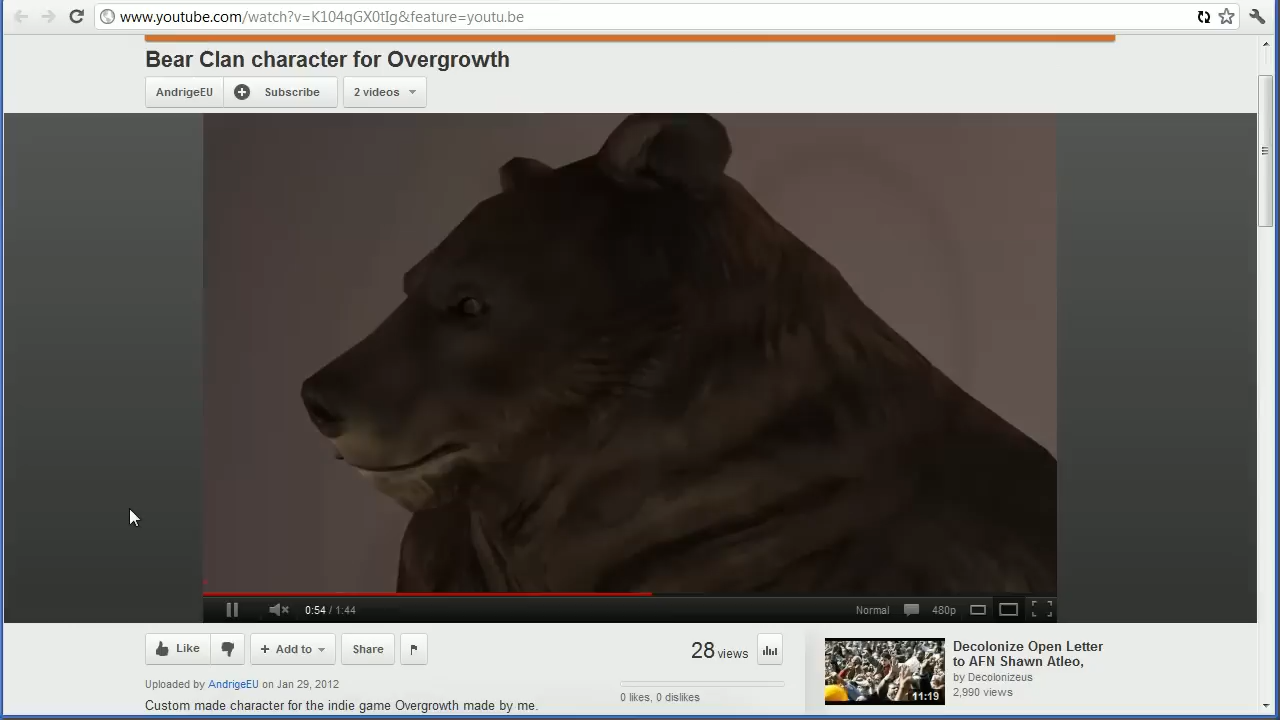 www.youtube.com/watch?v=K104qGX0tIg&feature=youtu.be
Bear Clan character for Overgrowth
AndrigeEU
Subscribe
2 videos
0:54 / 1:44
Normal
480p
Like
Add to
Share
28 views
Uploaded by AndrigeEU on Jan 29, 2012
0 likes, 0 dislikes
Custom made character for the indie game Overgrowth made by me.
11:19
Decolonize Open Letter
to AFN Shawn Atleo,
by Decolonizeus
2,990 views